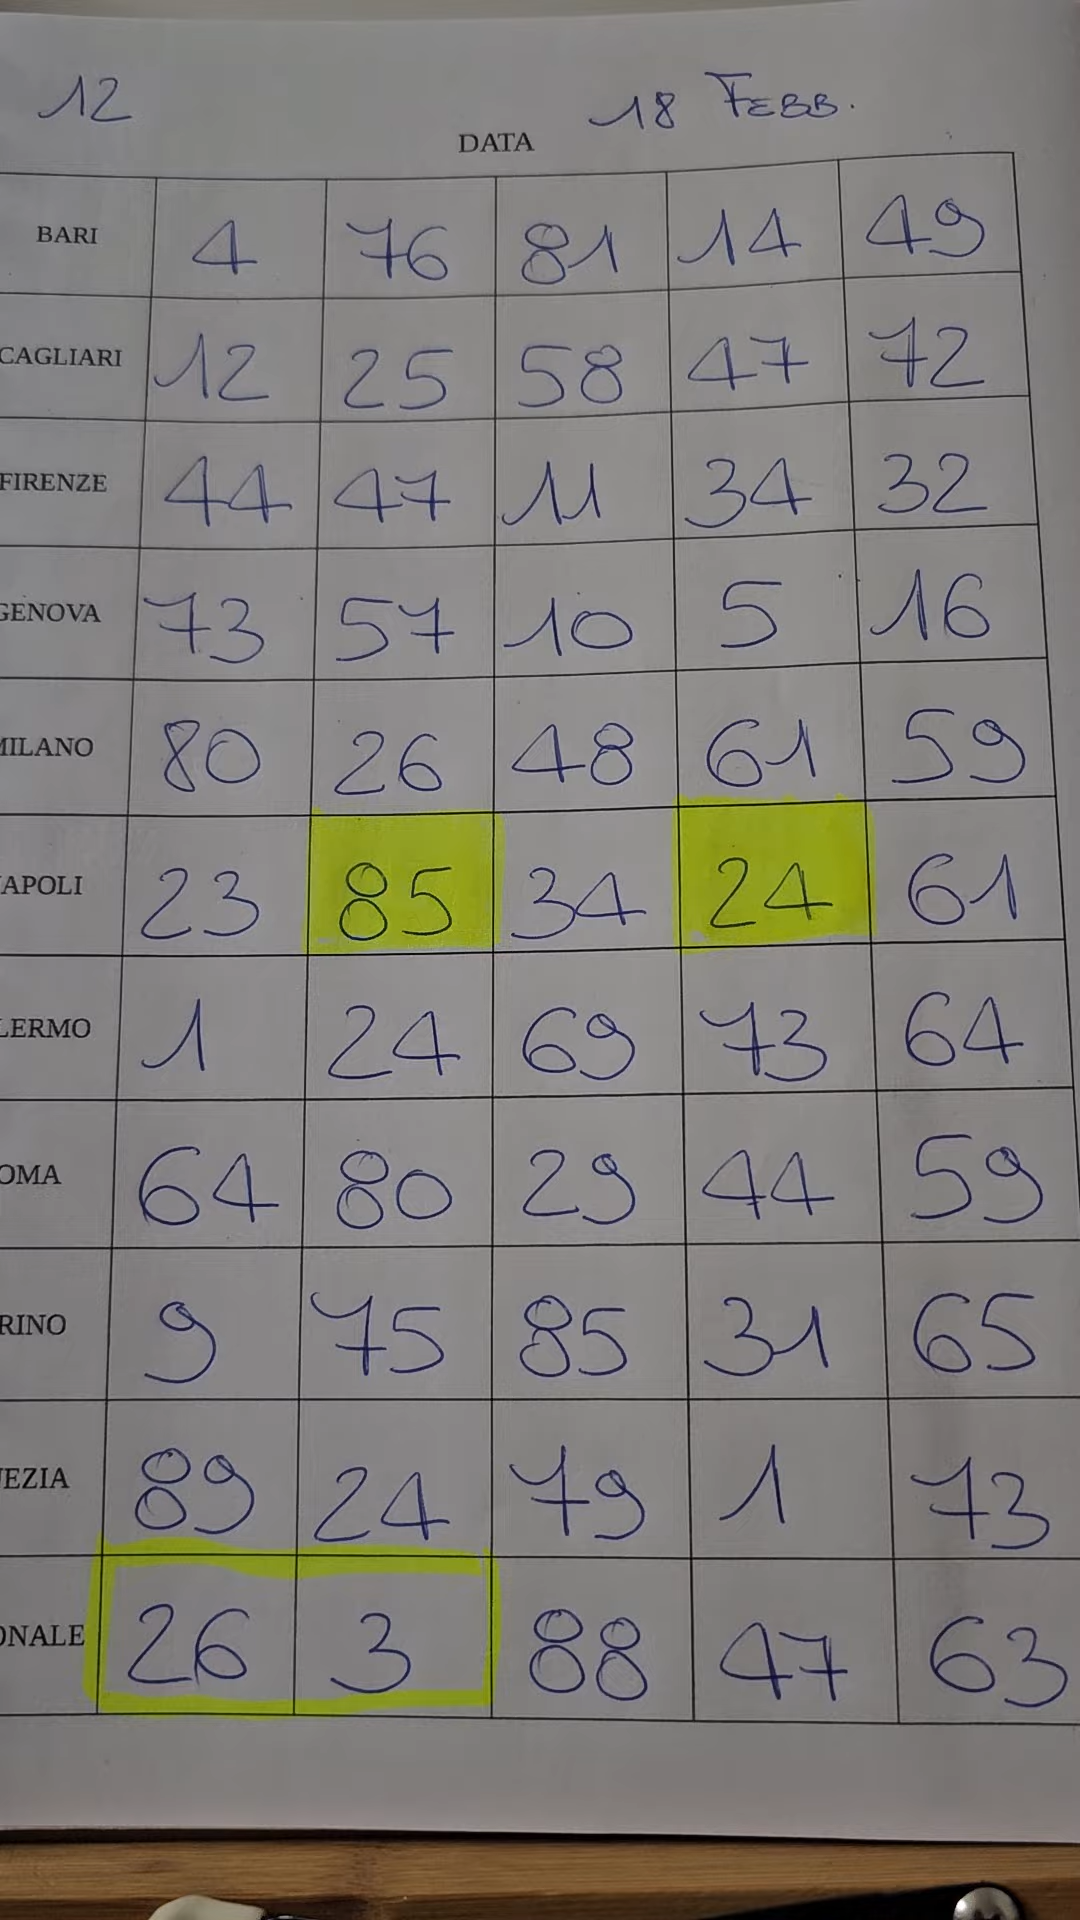 12 18 FEBB.
DATA
BARI 4 76 81 14 49
CAGLIARI 12 25 58 47 72
FIRENZE 44 47 11 34 32
GENOVA 73 57 10 5 16
MILANO 80 26 48 61 59
APOLI 23 85 34 24 61
LERMO 1 24 69 73 64
OMA 64 80 29 44 59
RINO 9 75 85 31 65
EZIA 89 24 79 1 73
ONALE 26 3 88 47 63